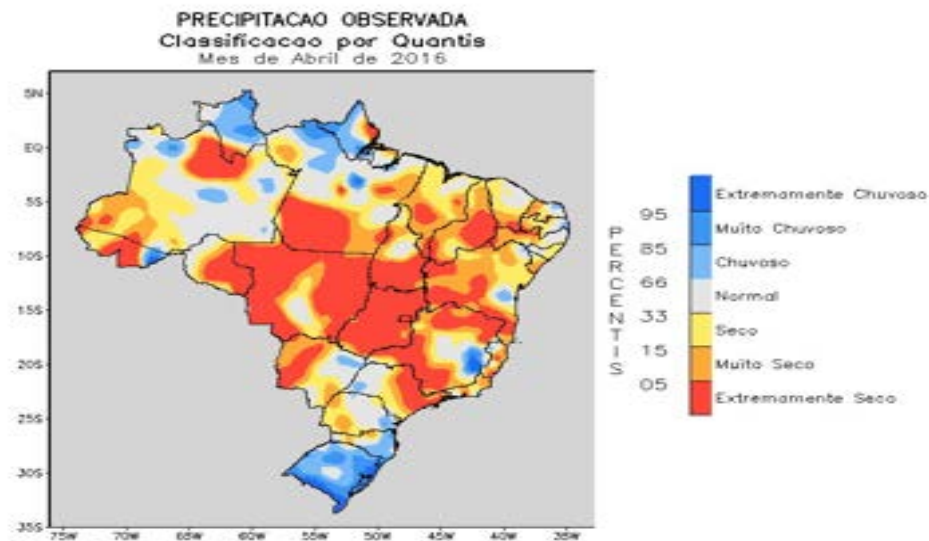 PRECIPITACAO OBSERVADA
Classificacao por Quantis
Mes de Abril de 2016
5N
EQ
5S
10S
15S
20S
25S
30S
35S
75W 70W 65W 60W 55W 50W 45W 40W 35W
PERCENTIS
95
85
66
33
15
05
Extremamente Chuvoso
Muito Chuvoso
Chuvoso
Normal
Seco
Muito Seco
Extremamente Seco